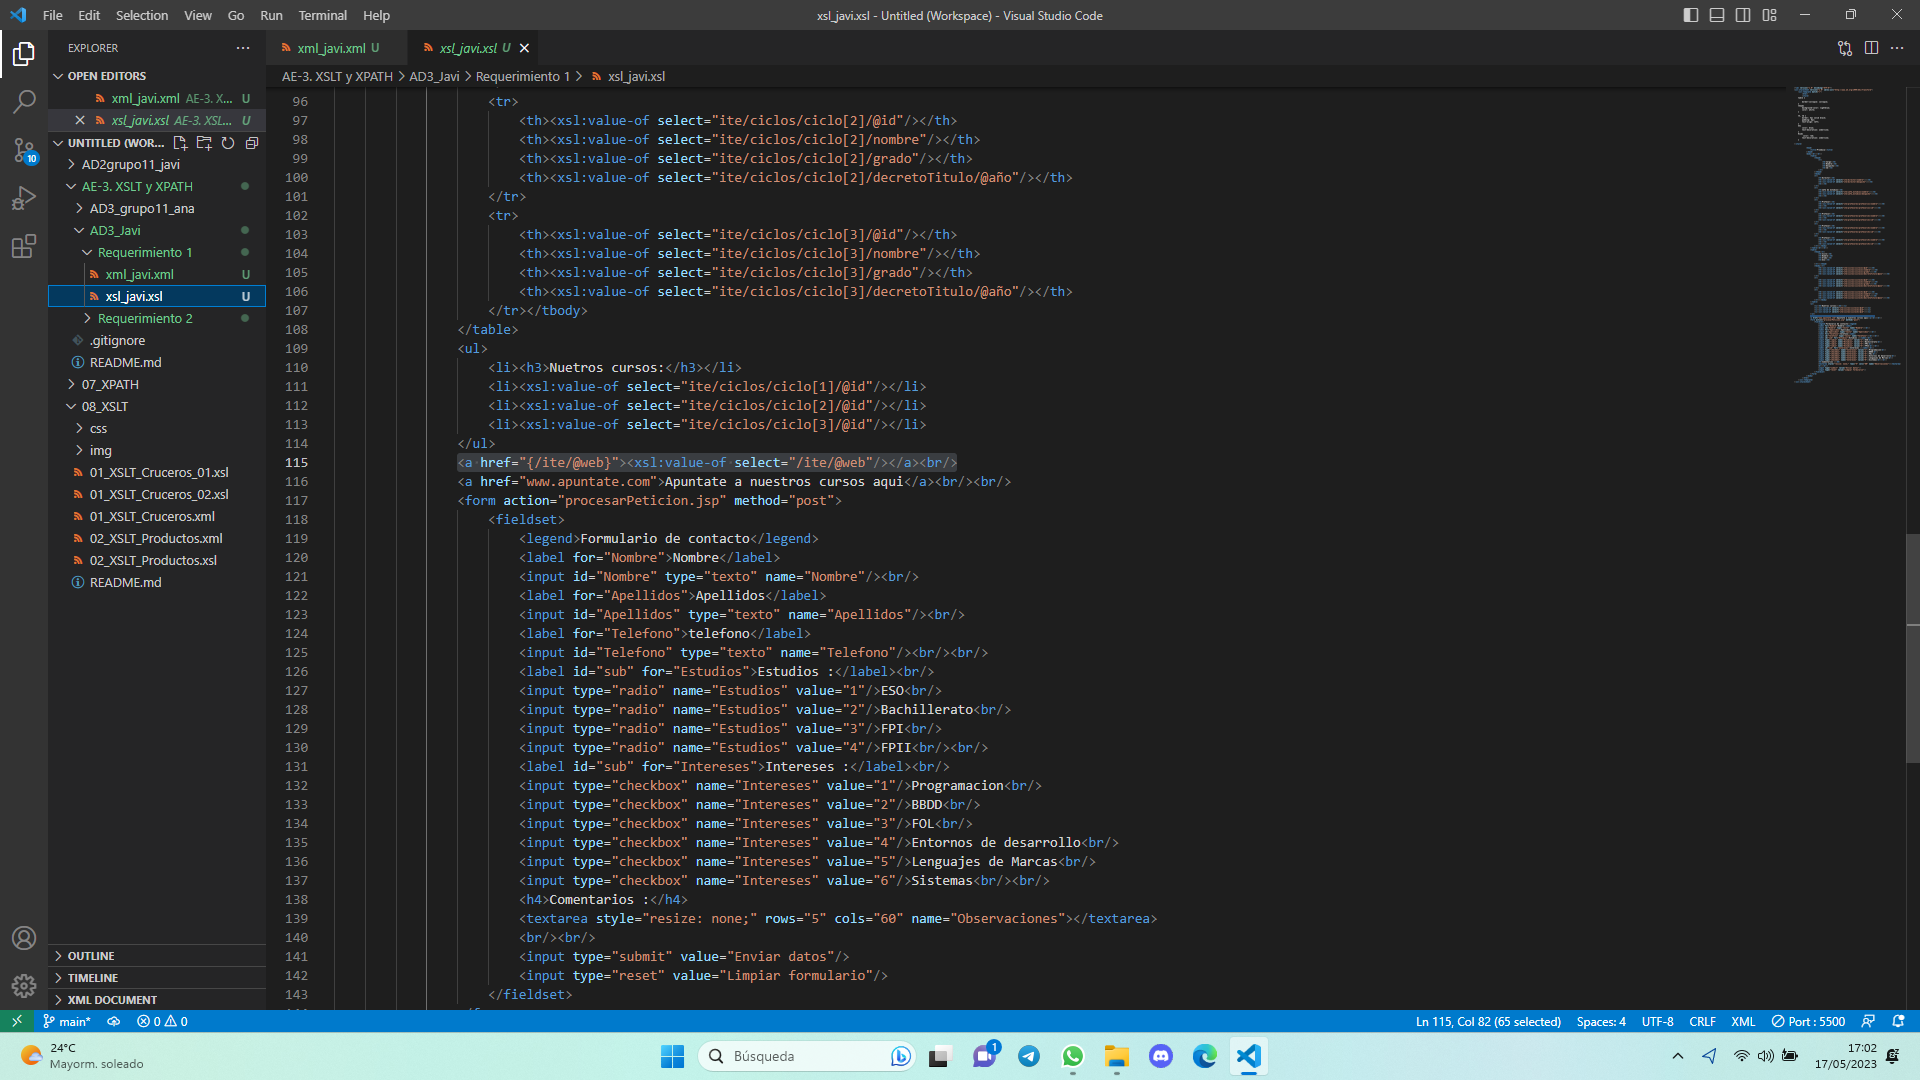 File Edit Selection View Go Run Terminal Help
xsl_javi.xsl - Untitled (Workspace) - Visual Studio Code
EXPLORER
OPEN EDITORS
xml_javi.xml AE-3. X... U
xsl_javi.xsl AE-3. XSL... U
UNTITLED (WOR...
AD2grupo11_javi
AE-3. XSLT y XPATH
AD3_grupo11_ana
AD3_Javi
Requerimiento 1
xml_javi.xml U
xsl_javi.xsl U
Requerimiento 2
.gitignore
README.md
07_XPATH
08_XSLT
css
img
01_XSLT_Cruceros_01.xsl
01_XSLT_Cruceros_02.xsl
01_XSLT_Cruceros.xml
02_XSLT_Productos.xml
02_XSLT_Productos.xsl
README.md
OUTLINE
TIMELINE
XML DOCUMENT
10
xml_javi.xml U
xsl_javi.xsl U
AE-3. XSLT y XPATH > AD3_Javi > Requerimiento 1 > xsl_javi.xsl
96 <tr>
97 <th><xsl:value-of select="ite/ciclos/ciclo[2]/@id"/></th>
98 <th><xsl:value-of select="ite/ciclos/ciclo[2]/nombre"/></th>
99 <th><xsl:value-of select="ite/ciclos/ciclo[2]/grado"/></th>
100 <th><xsl:value-of select="ite/ciclos/ciclo[2]/decretoTitulo/@año"/></th>
101 </tr>
102 <tr>
103 <th><xsl:value-of select="ite/ciclos/ciclo[3]/@id"/></th>
104 <th><xsl:value-of select="ite/ciclos/ciclo[3]/nombre"/></th>
105 <th><xsl:value-of select="ite/ciclos/ciclo[3]/grado"/></th>
106 <th><xsl:value-of select="ite/ciclos/ciclo[3]/decretoTitulo/@año"/></th>
107 </tr></tbody>
108 </table>
109 <ul>
110 <li><h3>Nuetros cursos:</h3></li>
111 <li><xsl:value-of select="ite/ciclos/ciclo[1]/@id"/></li>
112 <li><xsl:value-of select="ite/ciclos/ciclo[2]/@id"/></li>
113 <li><xsl:value-of select="ite/ciclos/ciclo[3]/@id"/></li>
114 </ul>
115 <a href="{/ite/@web}"><xsl:value-of select="/ite/@web"/></a><br/>
116 <a href="www.apuntate.com">Apuntate a nuestros cursos aqui</a><br/><br/>
117 <form action="procesarPeticion.jsp" method="post">
118 <fieldset>
119 <legend>Formulario de contacto</legend>
120 <label for="Nombre">Nombre</label>
121 <input id="Nombre" type="texto" name="Nombre"/><br/>
122 <label for="Apellidos">Apellidos</label>
123 <input id="Apellidos" type="texto" name="Apellidos"/><br/>
124 <label for="Telefono">telefono</label>
125 <input id="Telefono" type="texto" name="Telefono"/><br/><br/>
126 <label id="sub" for="Estudios">Estudios :</label><br/>
127 <input type="radio" name="Estudios" value="1"/>ESO<br/>
128 <input type="radio" name="Estudios" value="2"/>Bachillerato<br/>
129 <input type="radio" name="Estudios" value="3"/>FPI<br/>
130 <input type="radio" name="Estudios" value="4"/>FPII<br/><br/>
131 <label id="sub" for="Intereses">Intereses :</label><br/>
132 <input type="checkbox" name="Intereses" value="1"/>Programacion<br/>
133 <input type="checkbox" name="Intereses" value="2"/>BBDD<br/>
134 <input type="checkbox" name="Intereses" value="3"/>FOL<br/>
135 <input type="checkbox" name="Intereses" value="4"/>Entornos de desarrollo<br/>
136 <input type="checkbox" name="Intereses" value="5"/>Lenguajes de Marcas<br/>
137 <input type="checkbox" name="Intereses" value="6"/>Sistemas<br/><br/>
138 <h4>Comentarios :</h4>
139 <textarea style="resize: none;" rows="5" cols="60" name="Observaciones"></textarea>
140 <br/><br/>
141 <input type="submit" value="Enviar datos"/>
142 <input type="reset" value="Limpiar formulario"/>
143 </fieldset>
main* 0 0
Ln 115, Col 82 (65 selected) Spaces: 4 UTF-8 CRLF XML Port : 5500
24°C
Mayorm. soleado
Búsqueda
1
17:02
17/05/2023